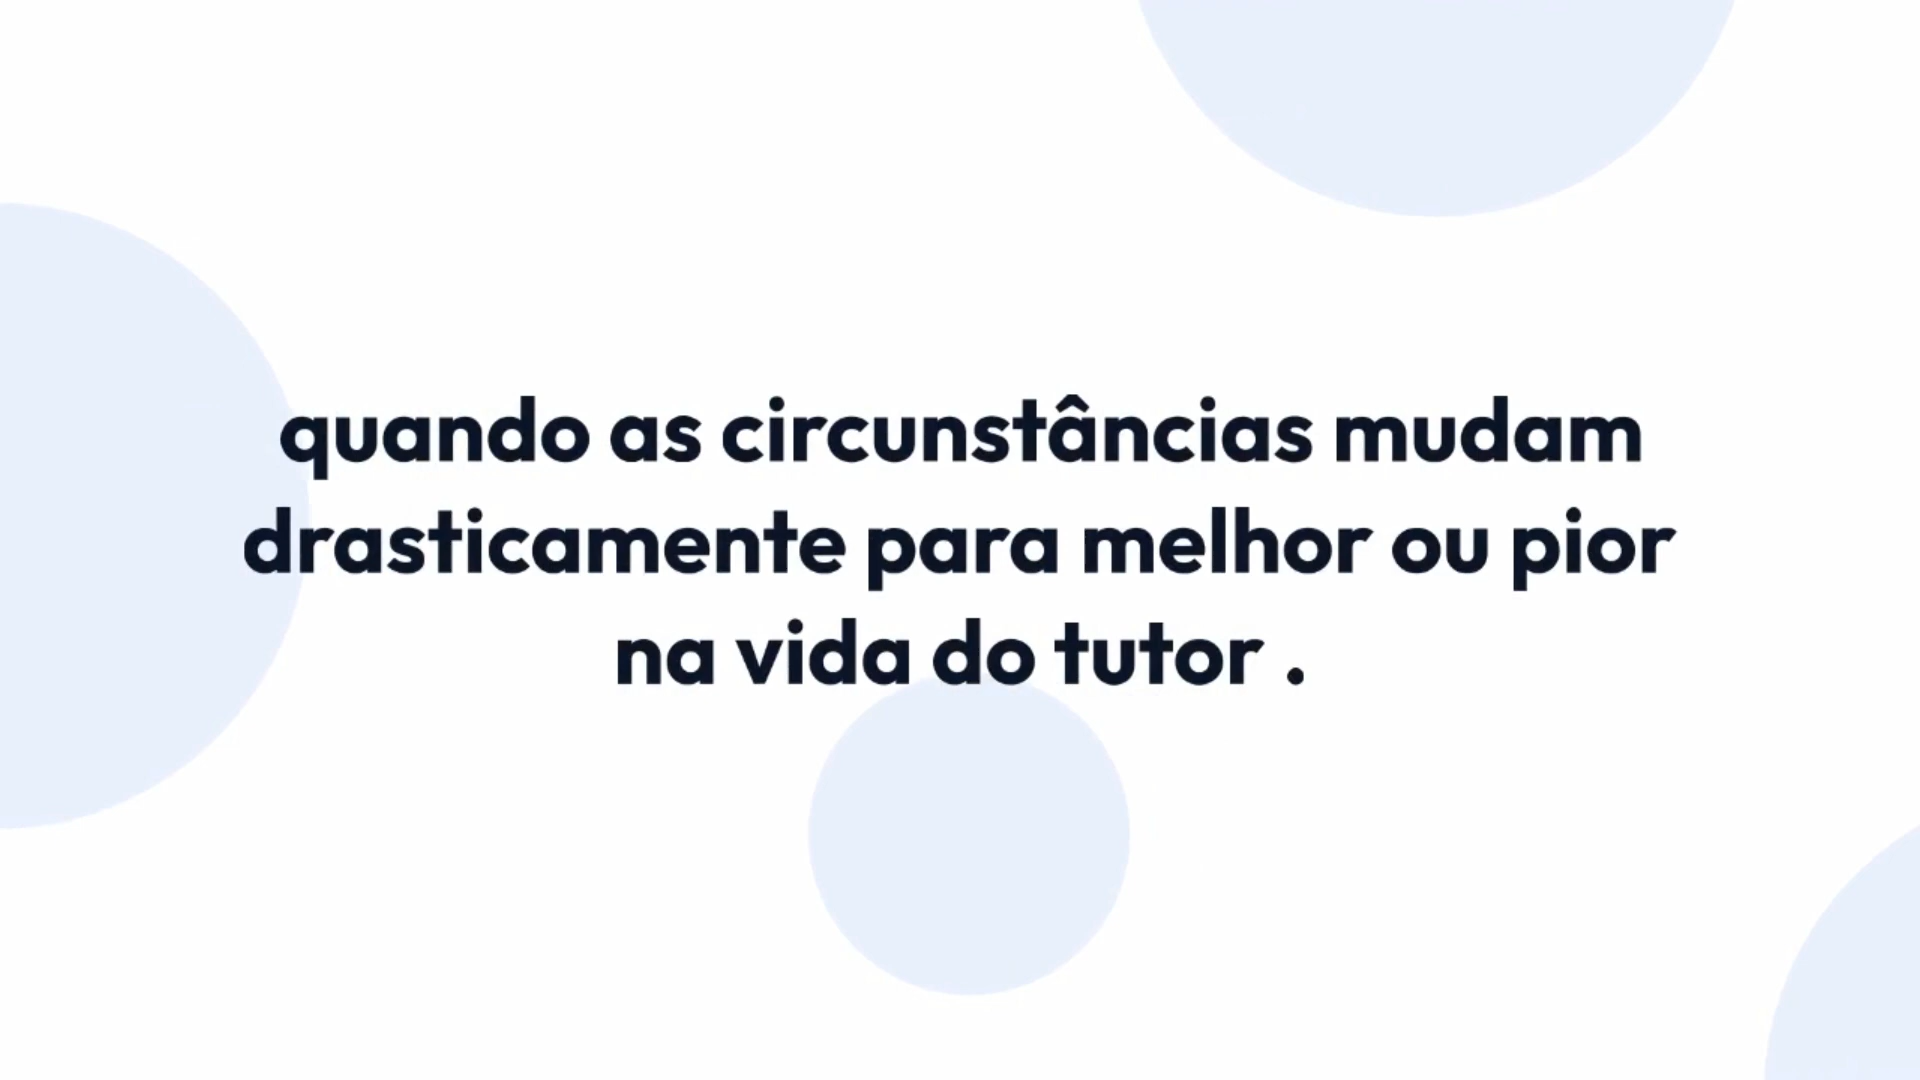 quando as circunstâncias mudam
drasticamente para melhor ou pior
na vida do tutor .